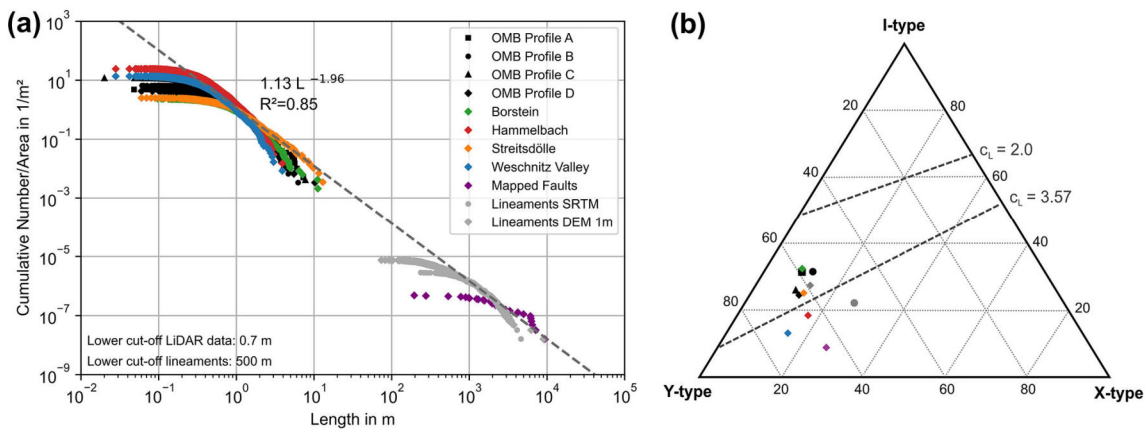 (a)
10³
10¹
10⁻¹
10⁻³
10⁻⁵
10⁻⁷
10⁻⁹
Cumulative Number/Area in 1/m²
10⁻²
10⁻¹
10⁰
10¹
10²
10³
10⁴
10⁵
Length in m
1.13 L⁻¹·⁹⁶
R²=0.85
OMB Profile A
OMB Profile B
OMB Profile C
OMB Profile D
Borstein
Hammelbach
Streitsdölle
Weschnitz Valley
Mapped Faults
Lineaments SRTM
Lineaments DEM 1m
Lower cut-off LiDAR data: 0.7 m
Lower cut-off lineaments: 500 m
(b)
I-type
20
80
c_L = 2.0
40
60
c_L = 3.57
60
40
80
20
Y-type
20
40
60
80
X-type